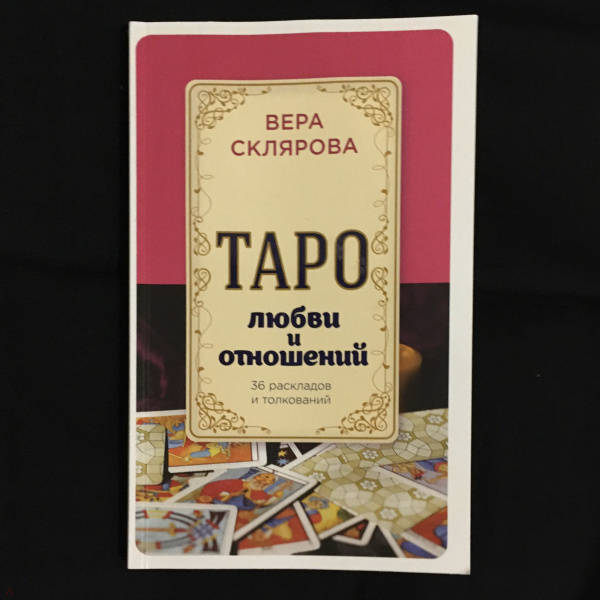 ВЕРА
СКЛЯРОВА
ТАРО
ЛЮБВИ
И
ОТНОШЕНИЙ
36 раскладов
и толкований